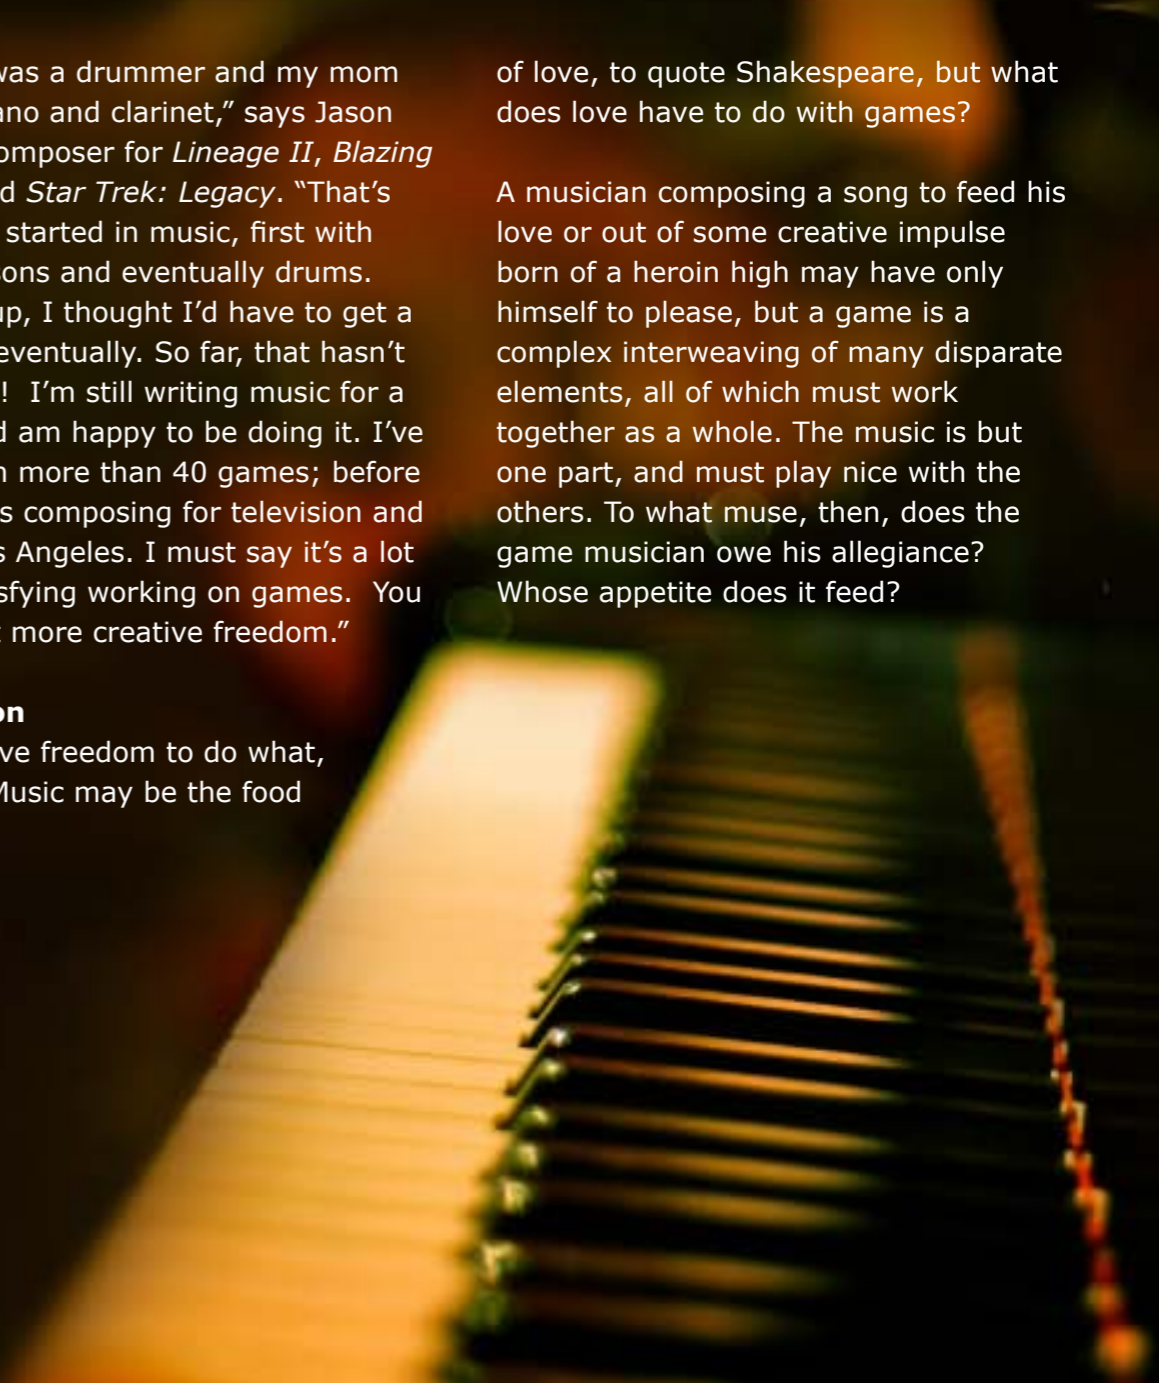 was a drummer and my mom
and clarinet,” says Jason
for Lineage II, Blazing
Star Trek: Legacy. “That’s
started in music, first with
and eventually drums.
up, I thought I’d have to get a
eventually. So far, that hasn’t
! I’m still writing music for a
am happy to be doing it. I’ve
more than 40 games; before
composing for television and
Angeles. I must say it’s a lot
working on games. You
more creative freedom.”
freedom to do what,
Music may be the food
of love, to quote Shakespeare, but what
does love have to do with games?
A musician composing a song to feed his
love or out of some creative impulse
born of a heroin high may have only
himself to please, but a game is a
complex interweaving of many disparate
elements, all of which must work
together as a whole. The music is but
one part, and must play nice with the
others. To what muse, then, does the
game musician owe his allegiance?
Whose appetite does it feed?